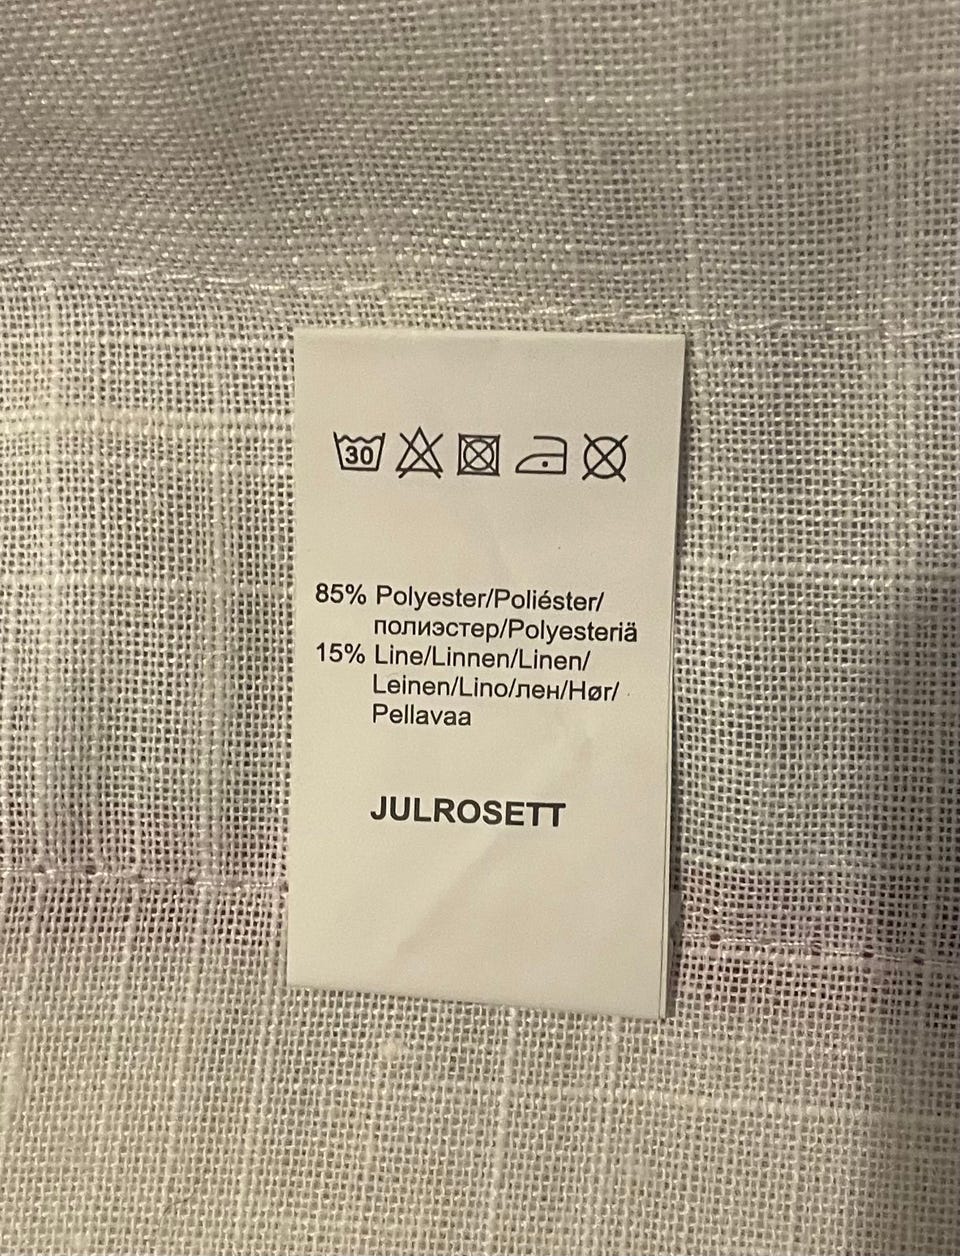 30
85% Polyester/Poliéster/
полиэстер/Polyesteriä
15% Line/Linnen/Linen/
Leinen/Lino/лен/Hør/
Pellavaa
JULROSETT